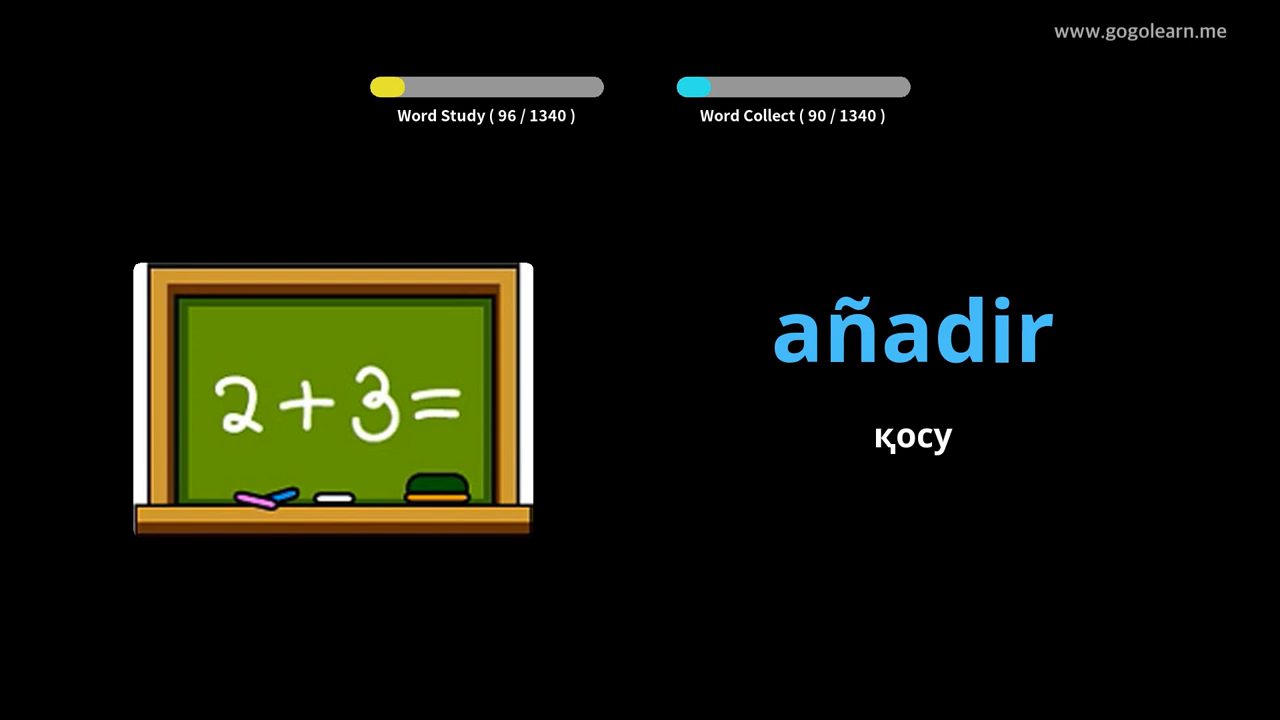 www.gogolearn.me
Word Study ( 96 / 1340 )
Word Collect ( 90 / 1340 )
2 + 3 =
añadir
қосу